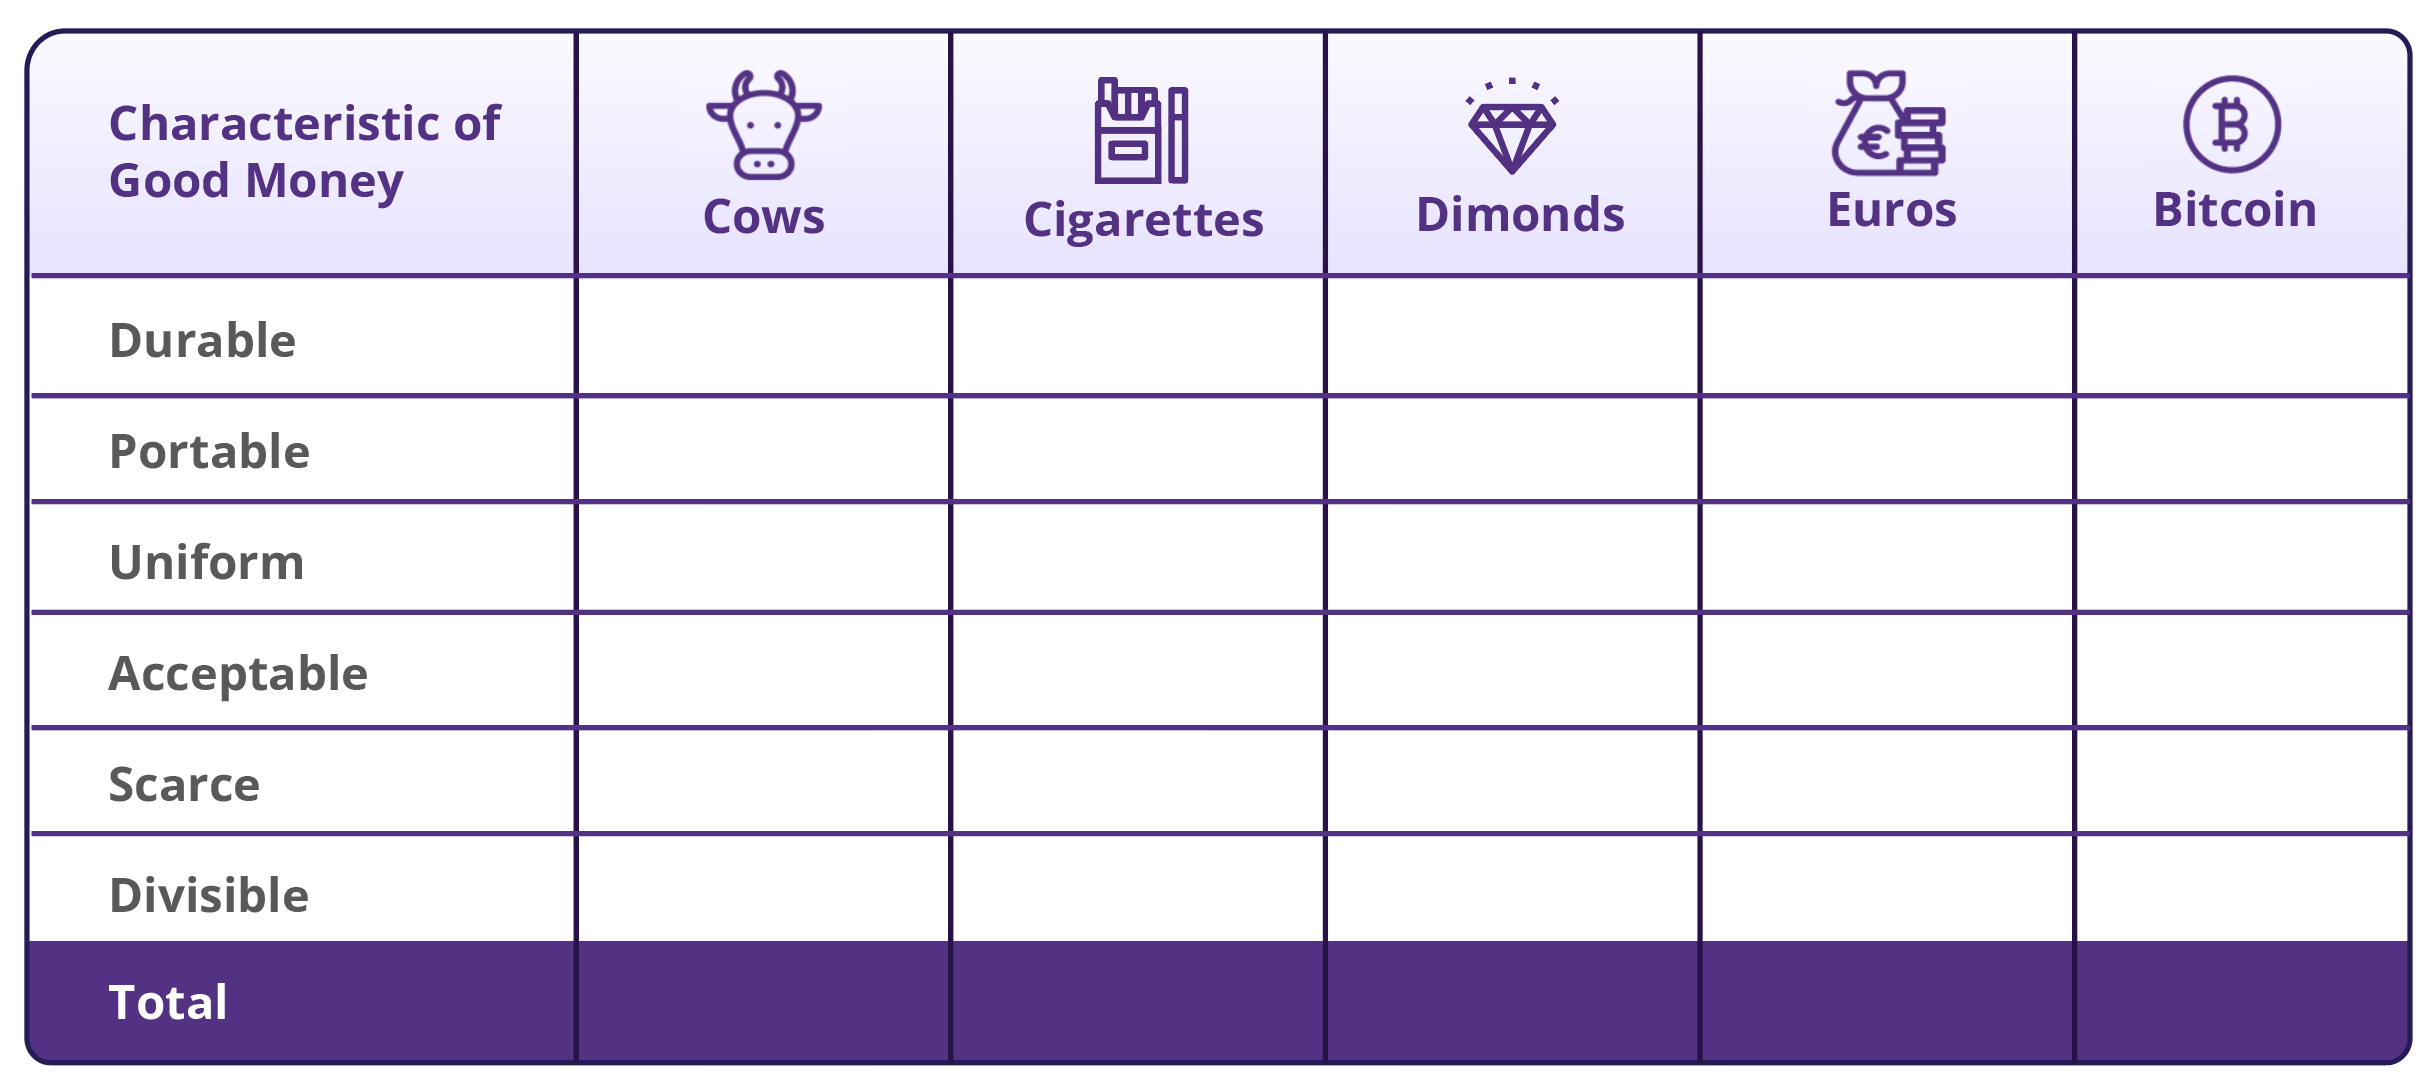 Characteristic of
Good Money
Cows
Cigarettes
Dimonds
Euros
Bitcoin
Durable
Portable
Uniform
Acceptable
Scarce
Divisible
Total